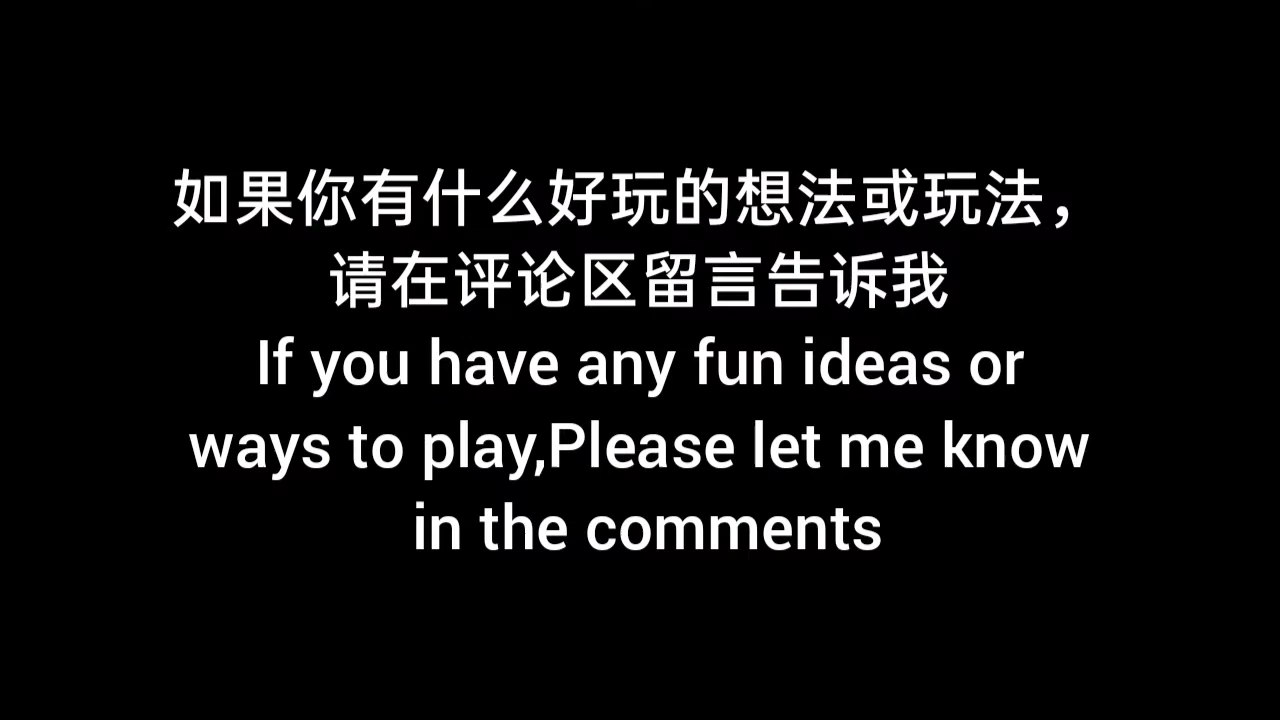 如果你有什么好玩的想法或玩法，
请在评论区留言告诉我
If you have any fun ideas or
ways to play,Please let me know
in the comments